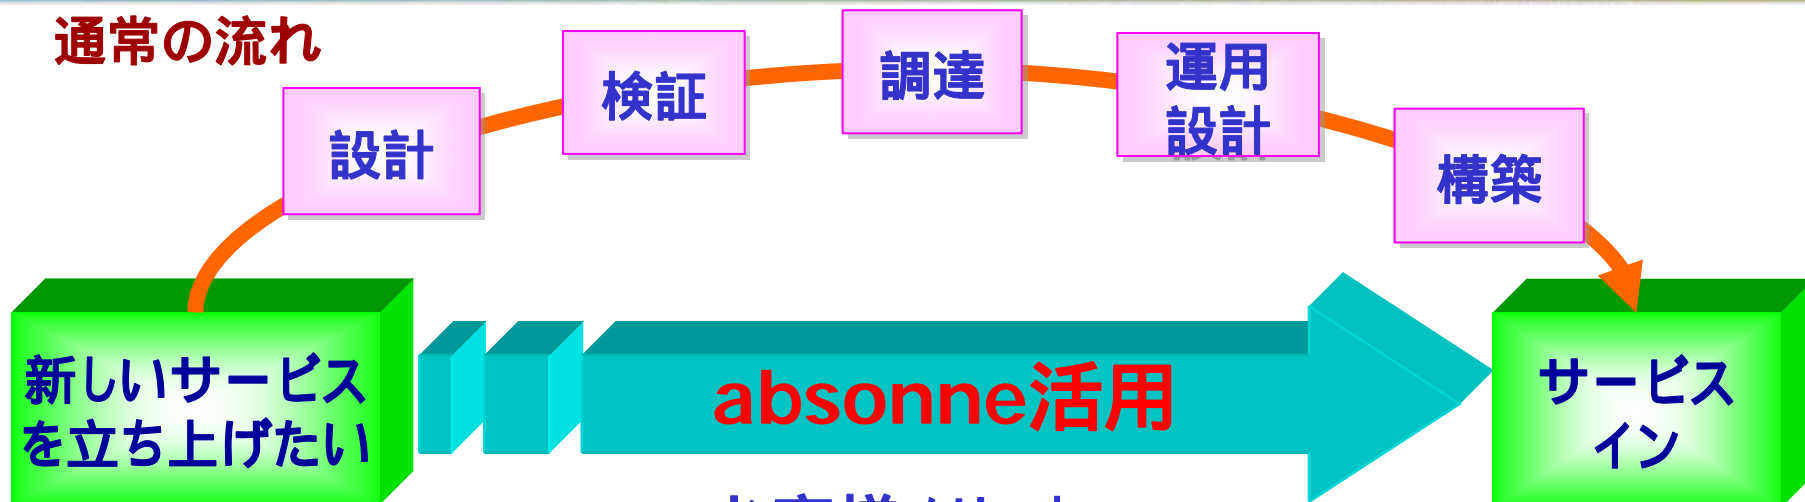 通常の流れ
設計
検証
調達
運用
設計
構築
新しいサービス
を立ち上げたい
absonne活用
サービス
イン